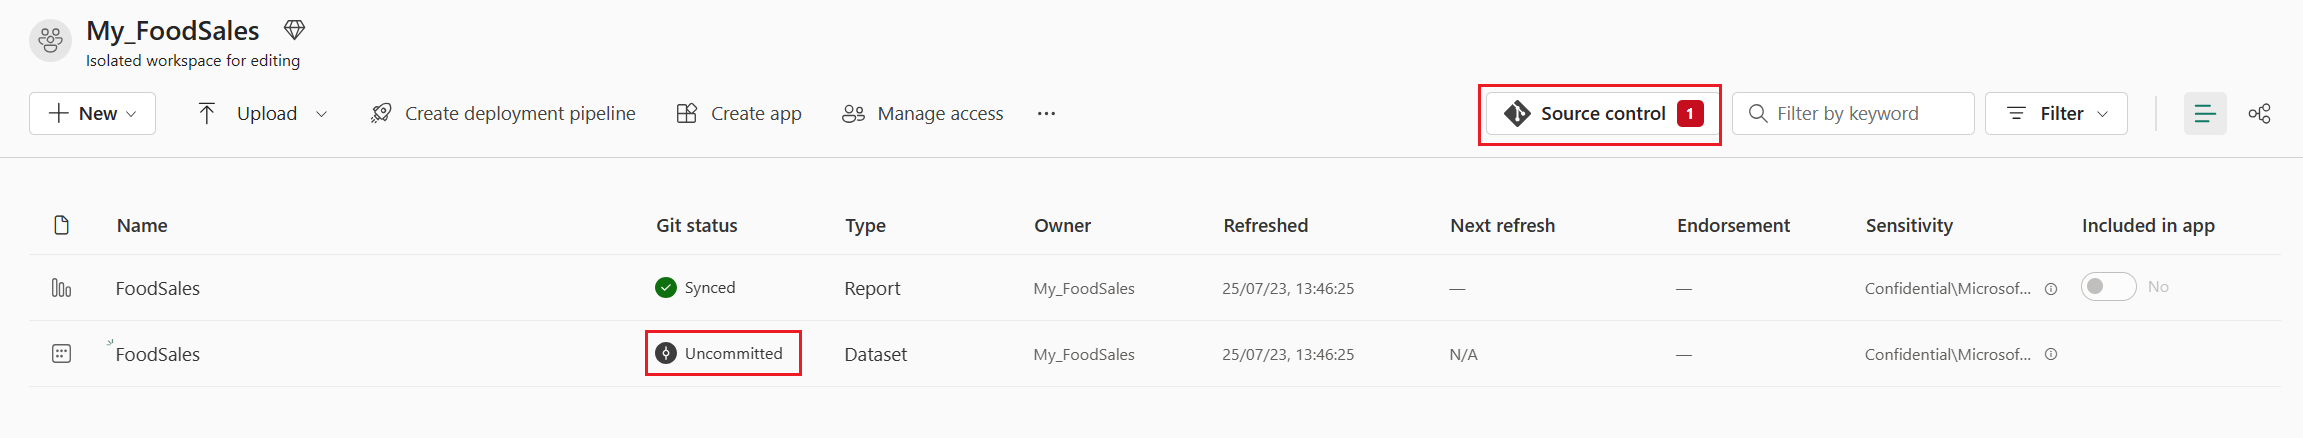 My_FoodSales
Isolated workspace for editing
New Upload Create deployment pipeline Create app Manage access ... Source control 1 Filter by keyword Filter
Name Git status Type Owner Refreshed Next refresh Endorsement Sensitivity Included in app
FoodSales Synced Report My_FoodSales 25/07/23, 13:46:25 — — Confidential\Microsof... No
FoodSales Uncommitted Dataset My_FoodSales 25/07/23, 13:46:25 N/A — Confidential\Microsof...